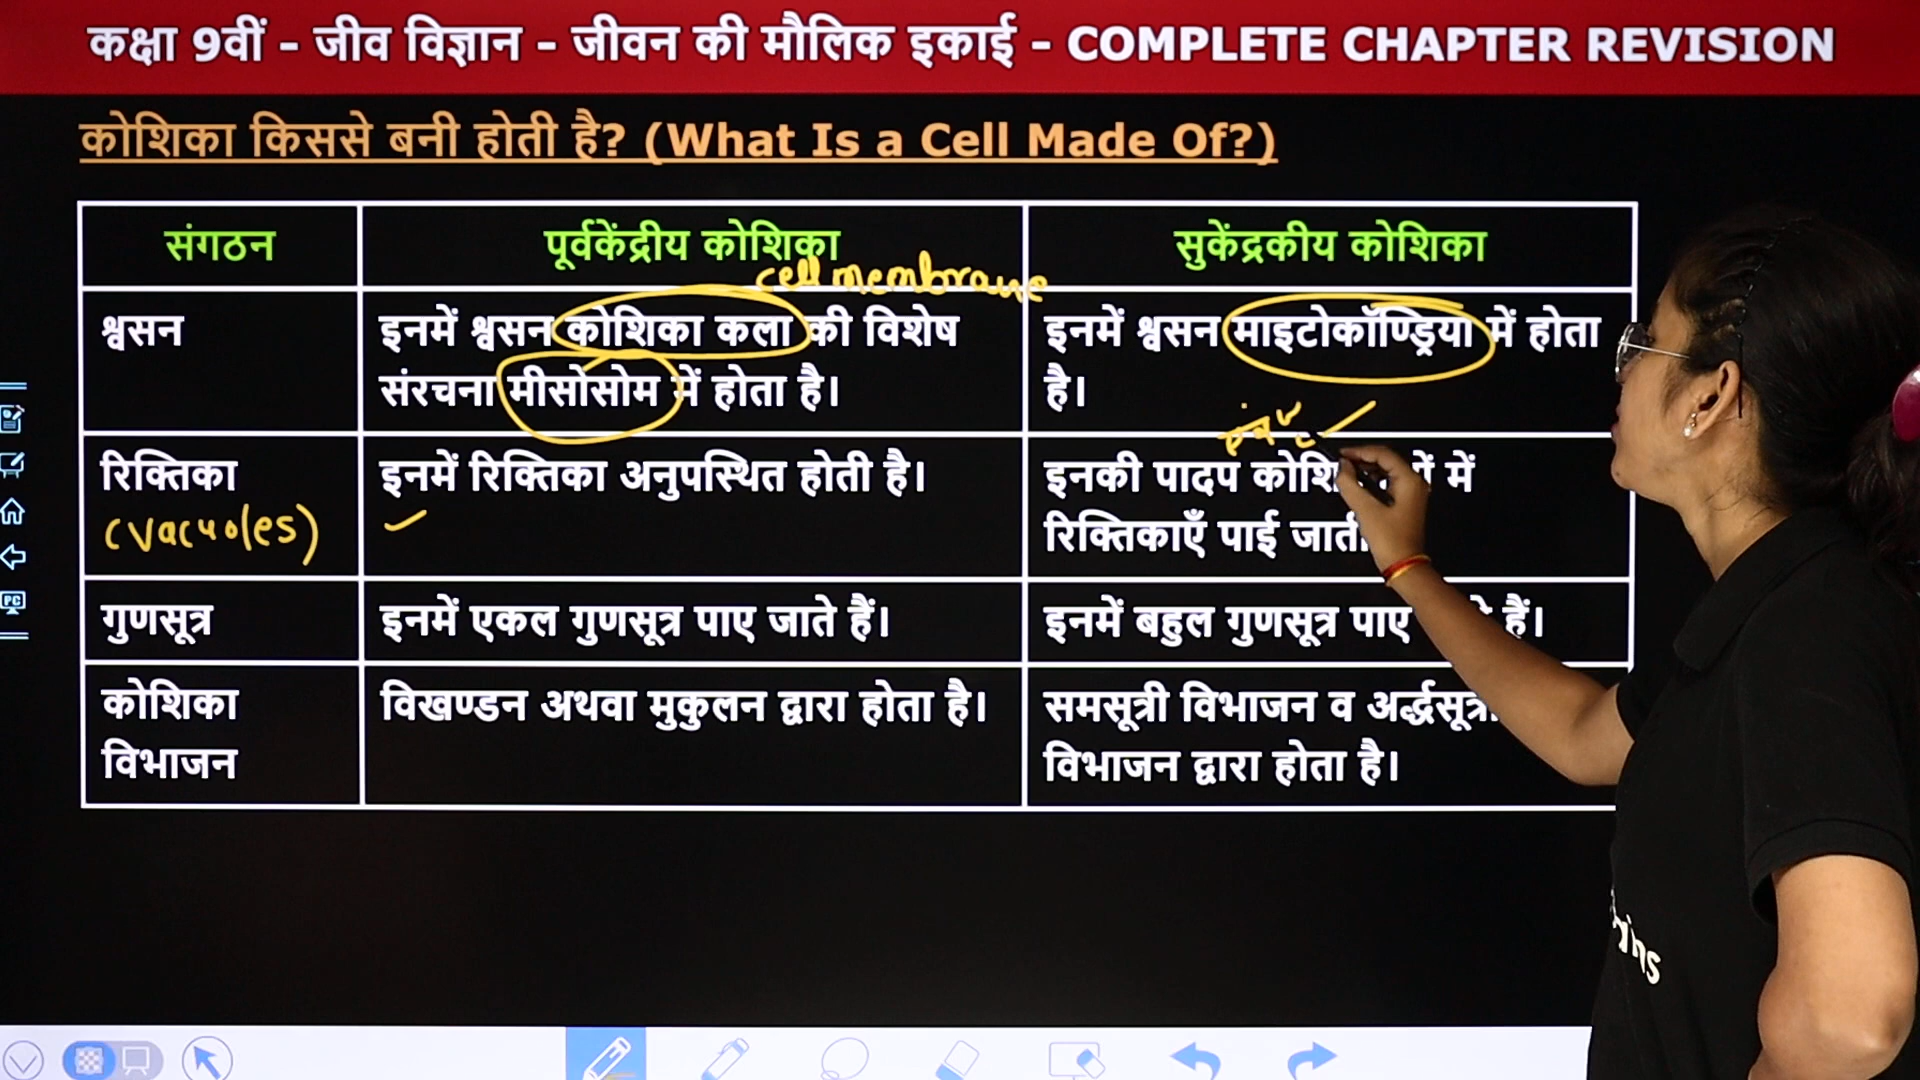 कक्षा 9वीं - जीव विज्ञान - जीवन की मौलिक इकाई - COMPLETE CHAPTER REVISION
कोशिका किससे बनी होती है? (What Is a Cell Made Of?)
संगठन
पूर्वकेंद्रीय कोशिका
सुकेंद्रकीय कोशिका
cell membrane
श्वसन
इनमें श्वसन कोशिका कला की विशेष
संरचना मीसोसोम में होता है।
इनमें श्वसन माइटोकॉण्ड्रिया में होता
है।
रिक्तिका
(vacuoles)
इनमें रिक्तिका अनुपस्थित होती है।
इनकी पादप में
रिक्तिकाएँ पाई
गुणसूत्र
इनमें एकल गुणसूत्र पाए जाते हैं।
इनमें बहुल गुणसूत्र पाए हैं।
कोशिका
विभाजन
विखण्डन अथवा मुकुलन द्वारा होता है।
समसूत्री विभाजन व
विभाजन द्वारा होता है।
PC